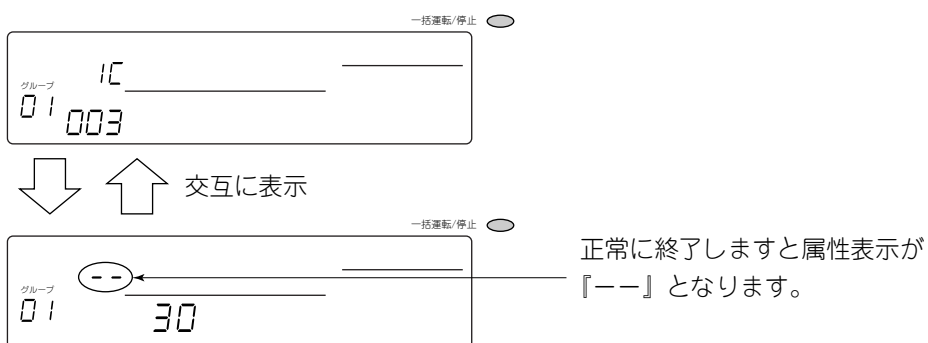 一括運転/停止
グループ
IC
01
003
交互に表示
一括運転/停止
グループ
--
01
30
正常に終了しますと属性表示が
『ーー』となります。